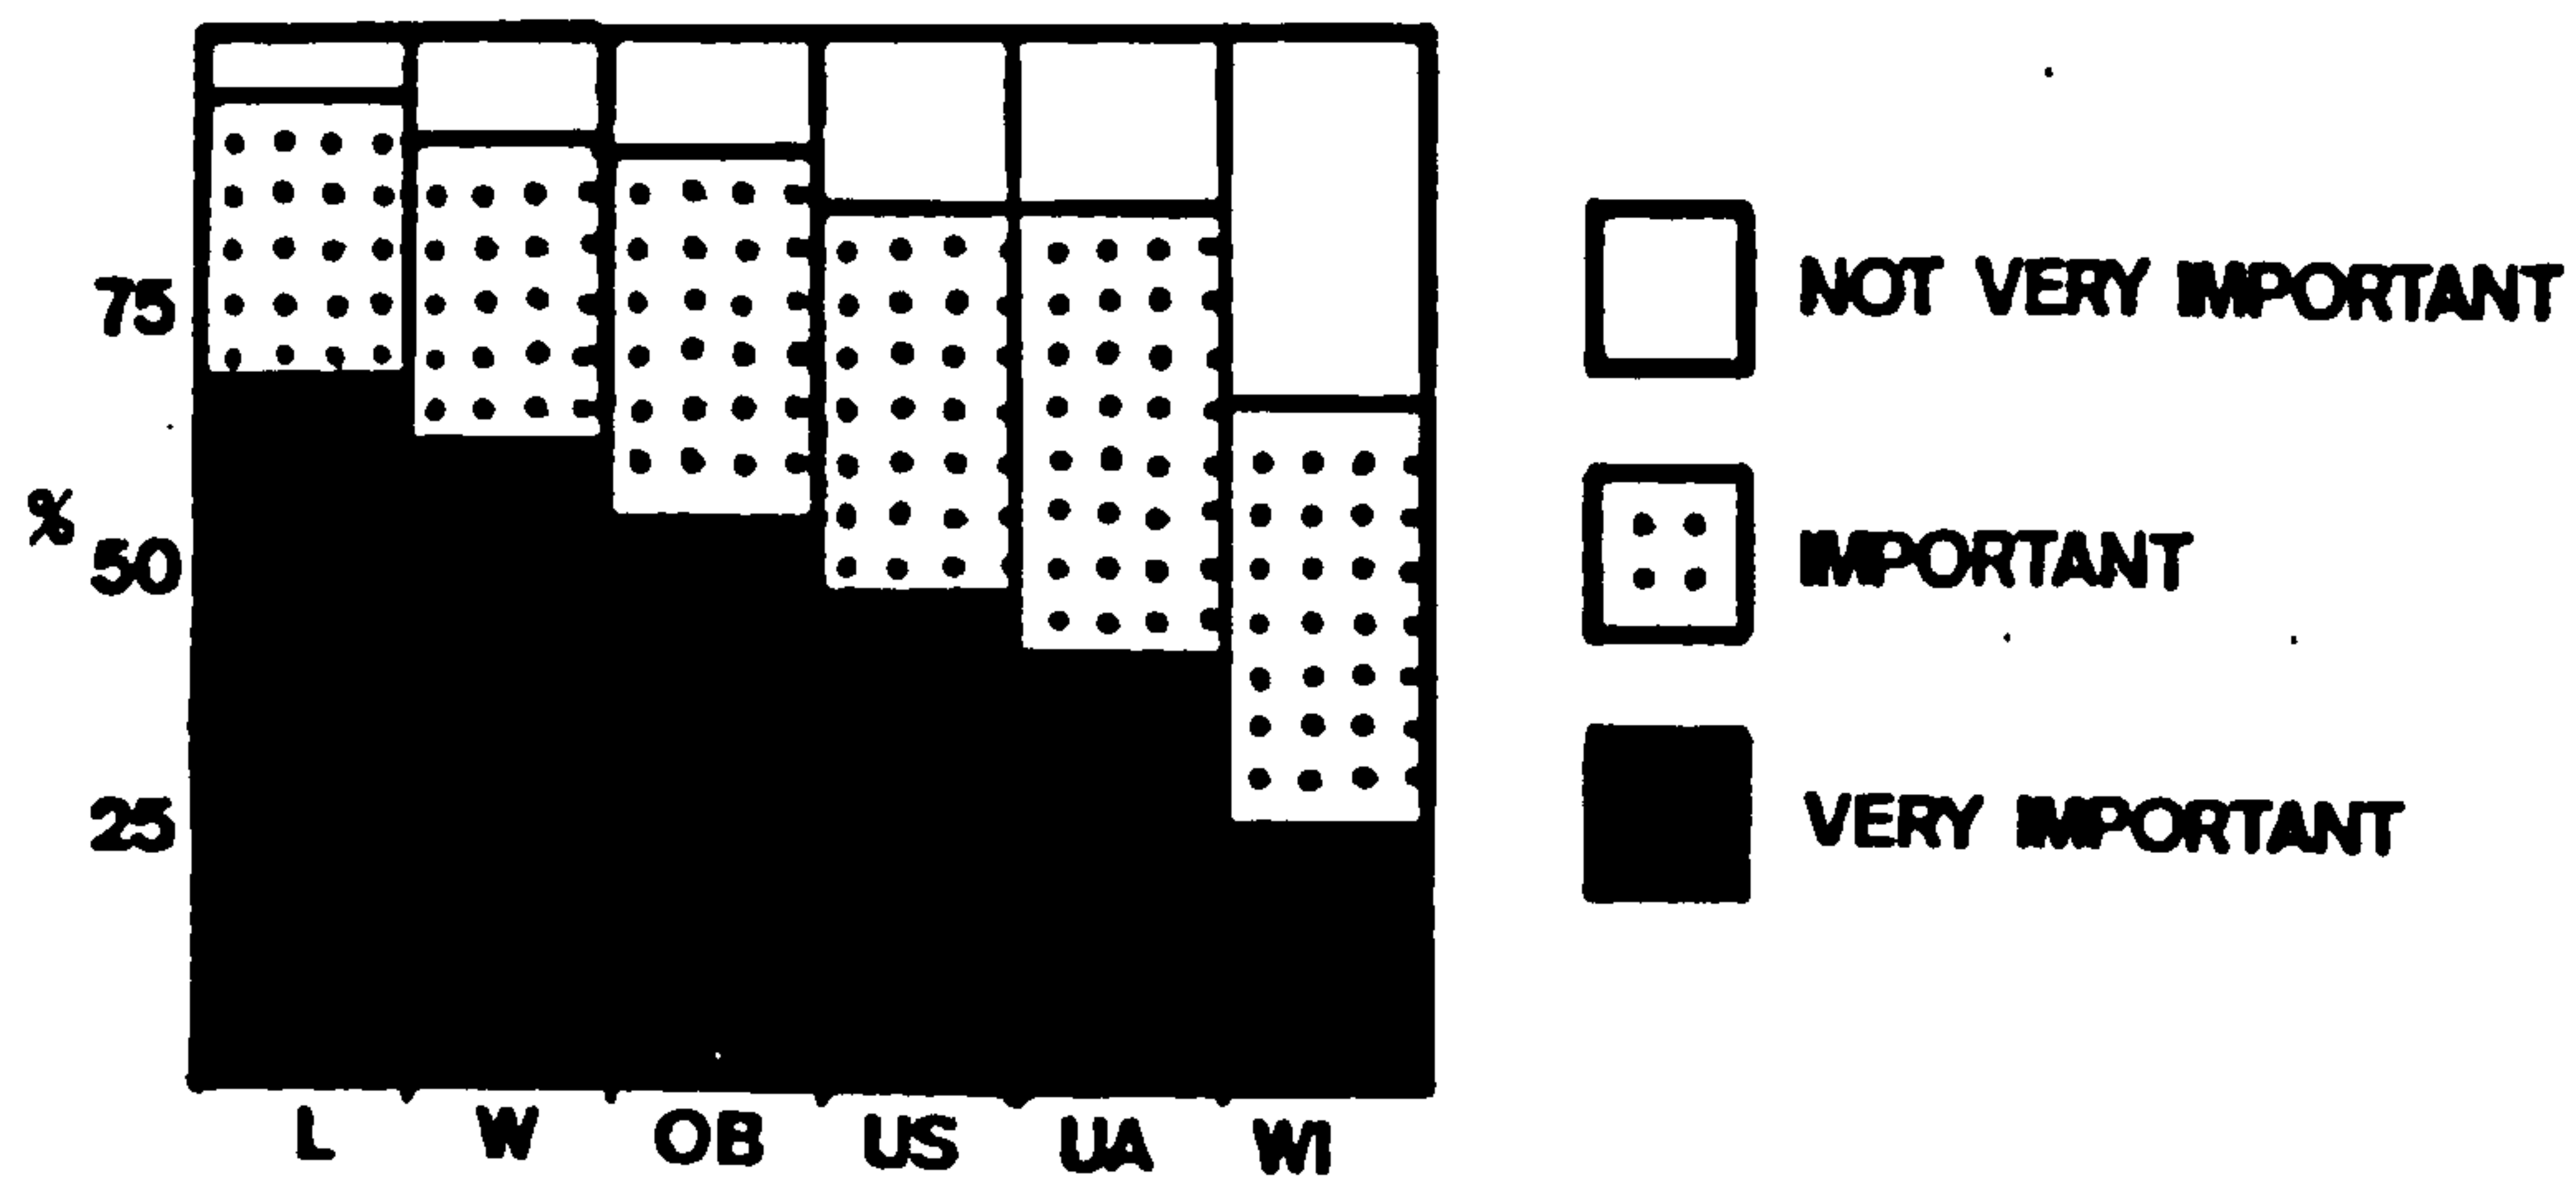 75
%
50
25
L W OB US UA WI
NOT VERY IMPORTANT
IMPORTANT
VERY IMPORTANT